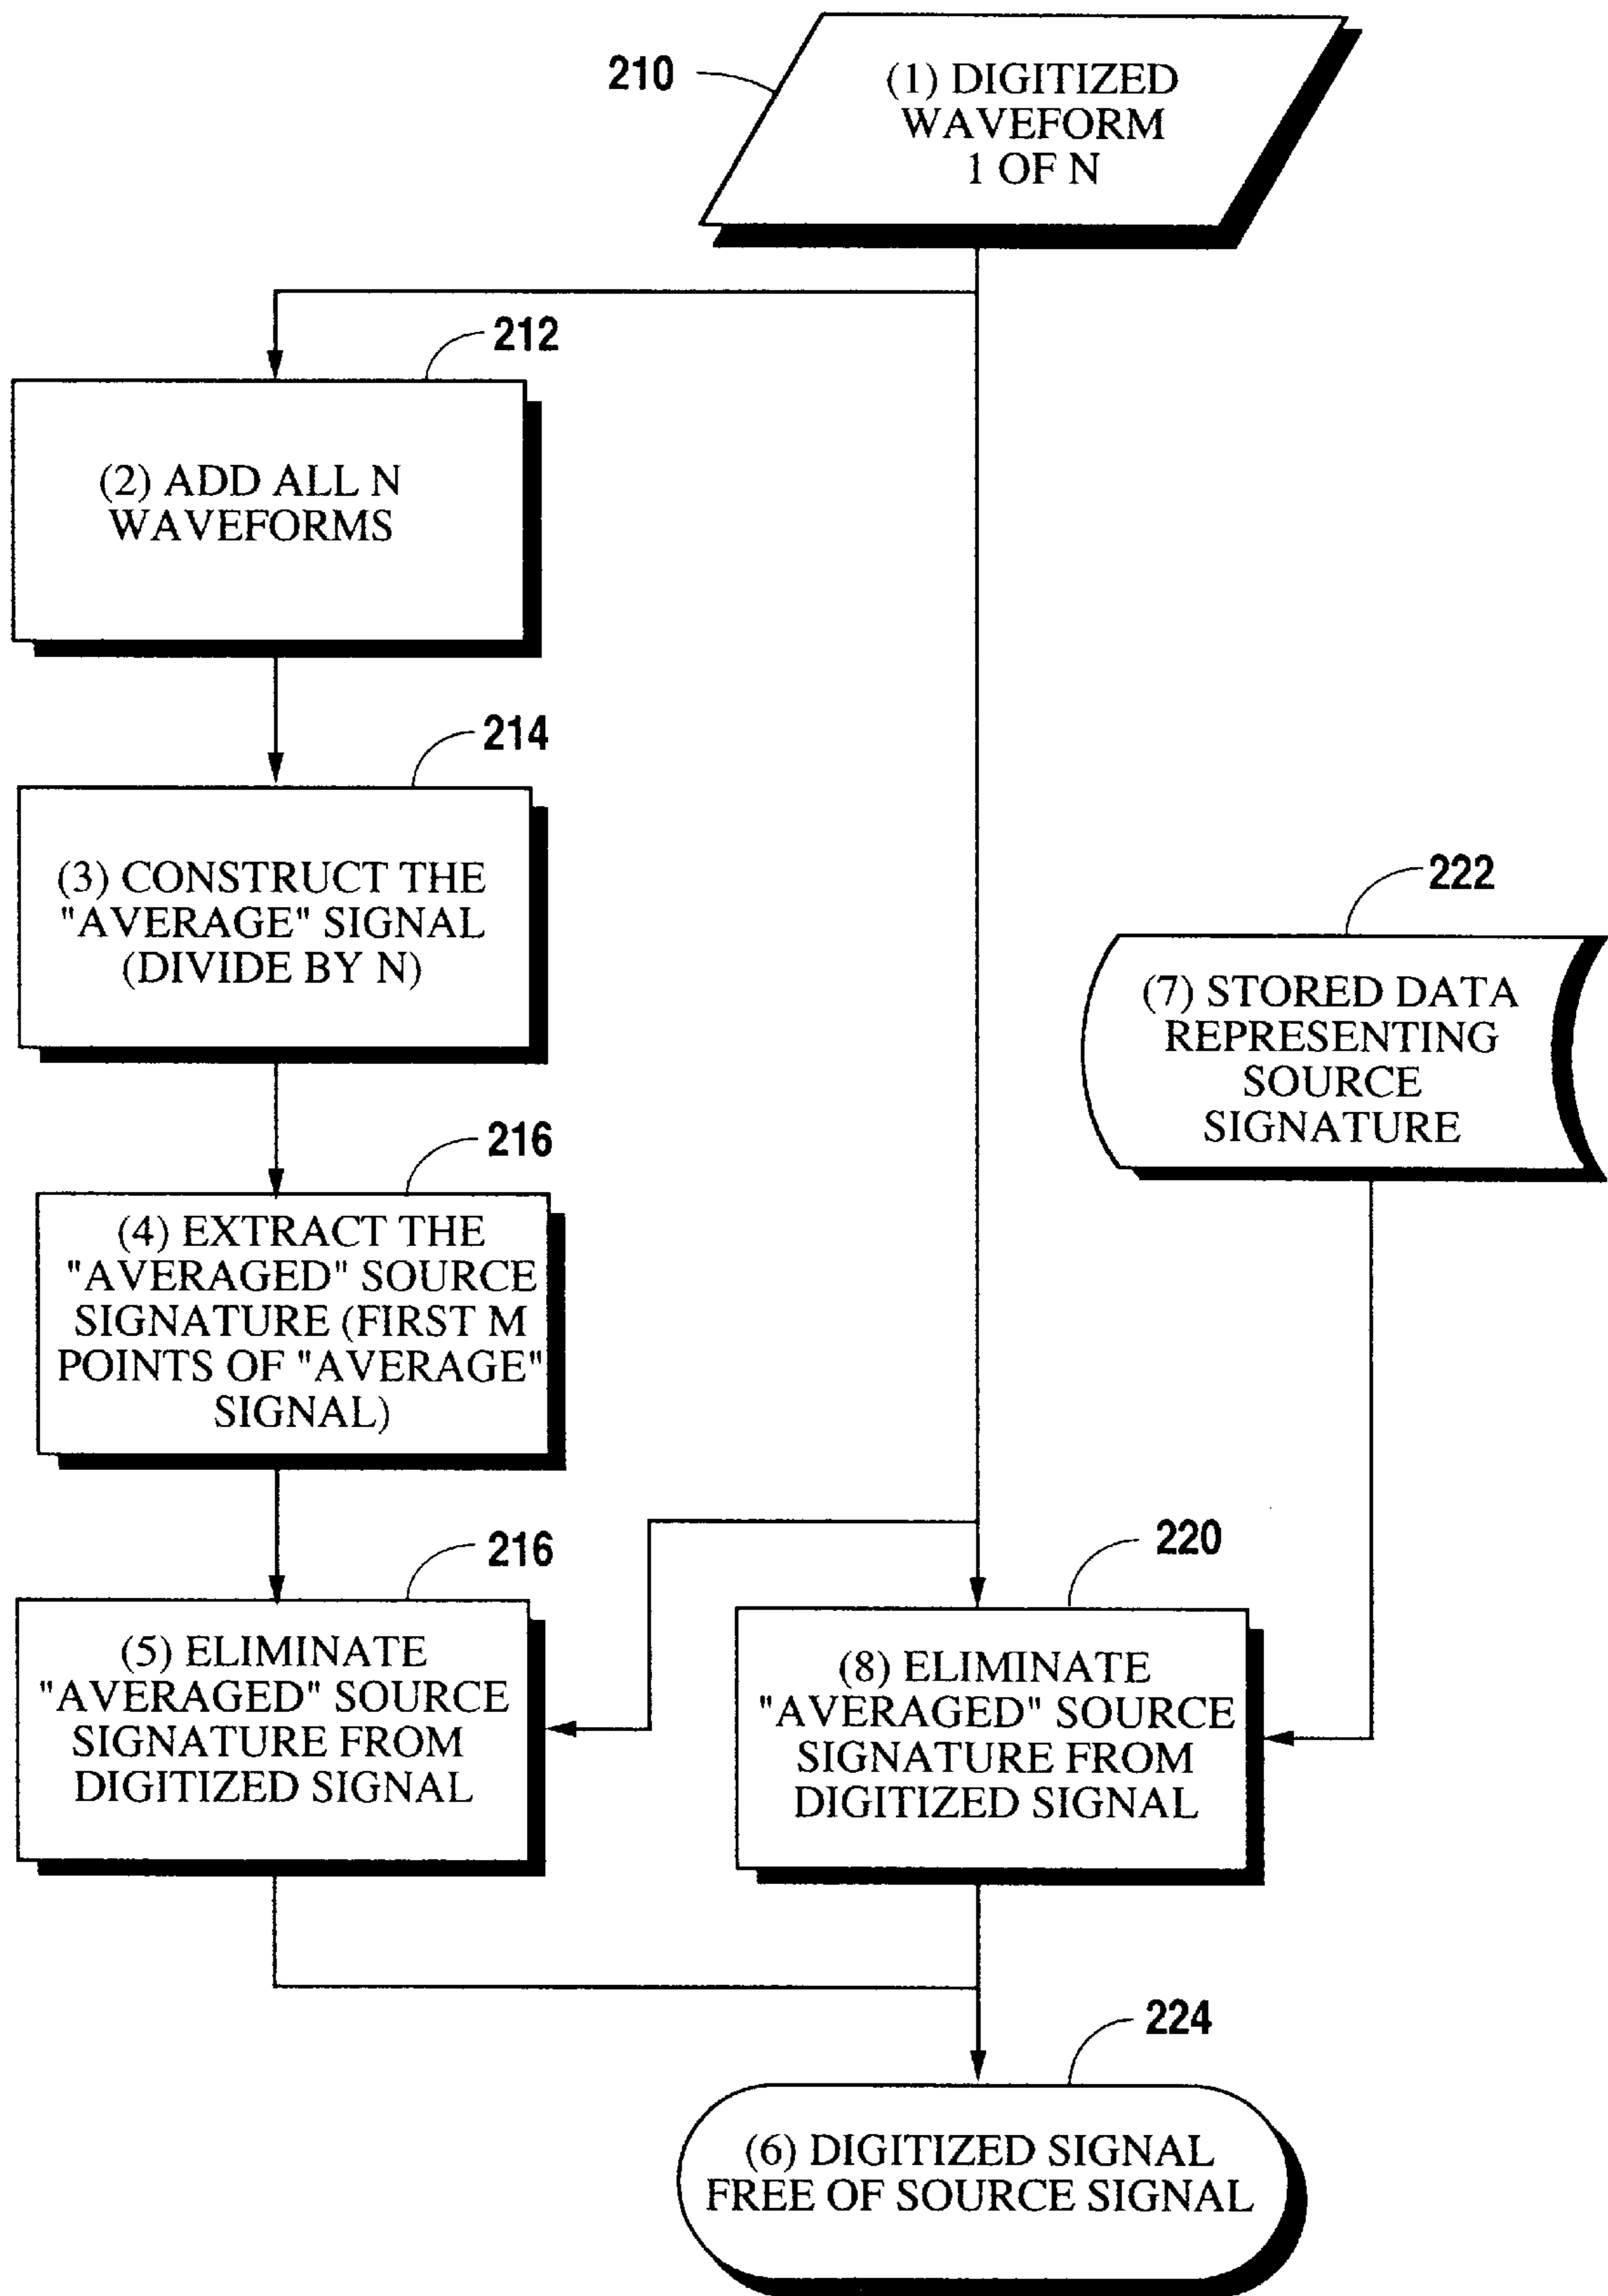 210
(1) DIGITIZED
WAVEFORM
1 OF N
212
(2) ADD ALL N
WAVEFORMS
214
(3) CONSTRUCT THE
"AVERAGE" SIGNAL
(DIVIDE BY N)
222
(7) STORED DATA
REPRESENTING
SOURCE
SIGNATURE
216
(4) EXTRACT THE
"AVERAGED" SOURCE
SIGNATURE (FIRST M
POINTS OF "AVERAGE"
SIGNAL)
216
(5) ELIMINATE
"AVERAGED" SOURCE
SIGNATURE FROM
DIGITIZED SIGNAL
220
(8) ELIMINATE
"AVERAGED" SOURCE
SIGNATURE FROM
DIGITIZED SIGNAL
224
(6) DIGITIZED SIGNAL
FREE OF SOURCE SIGNAL